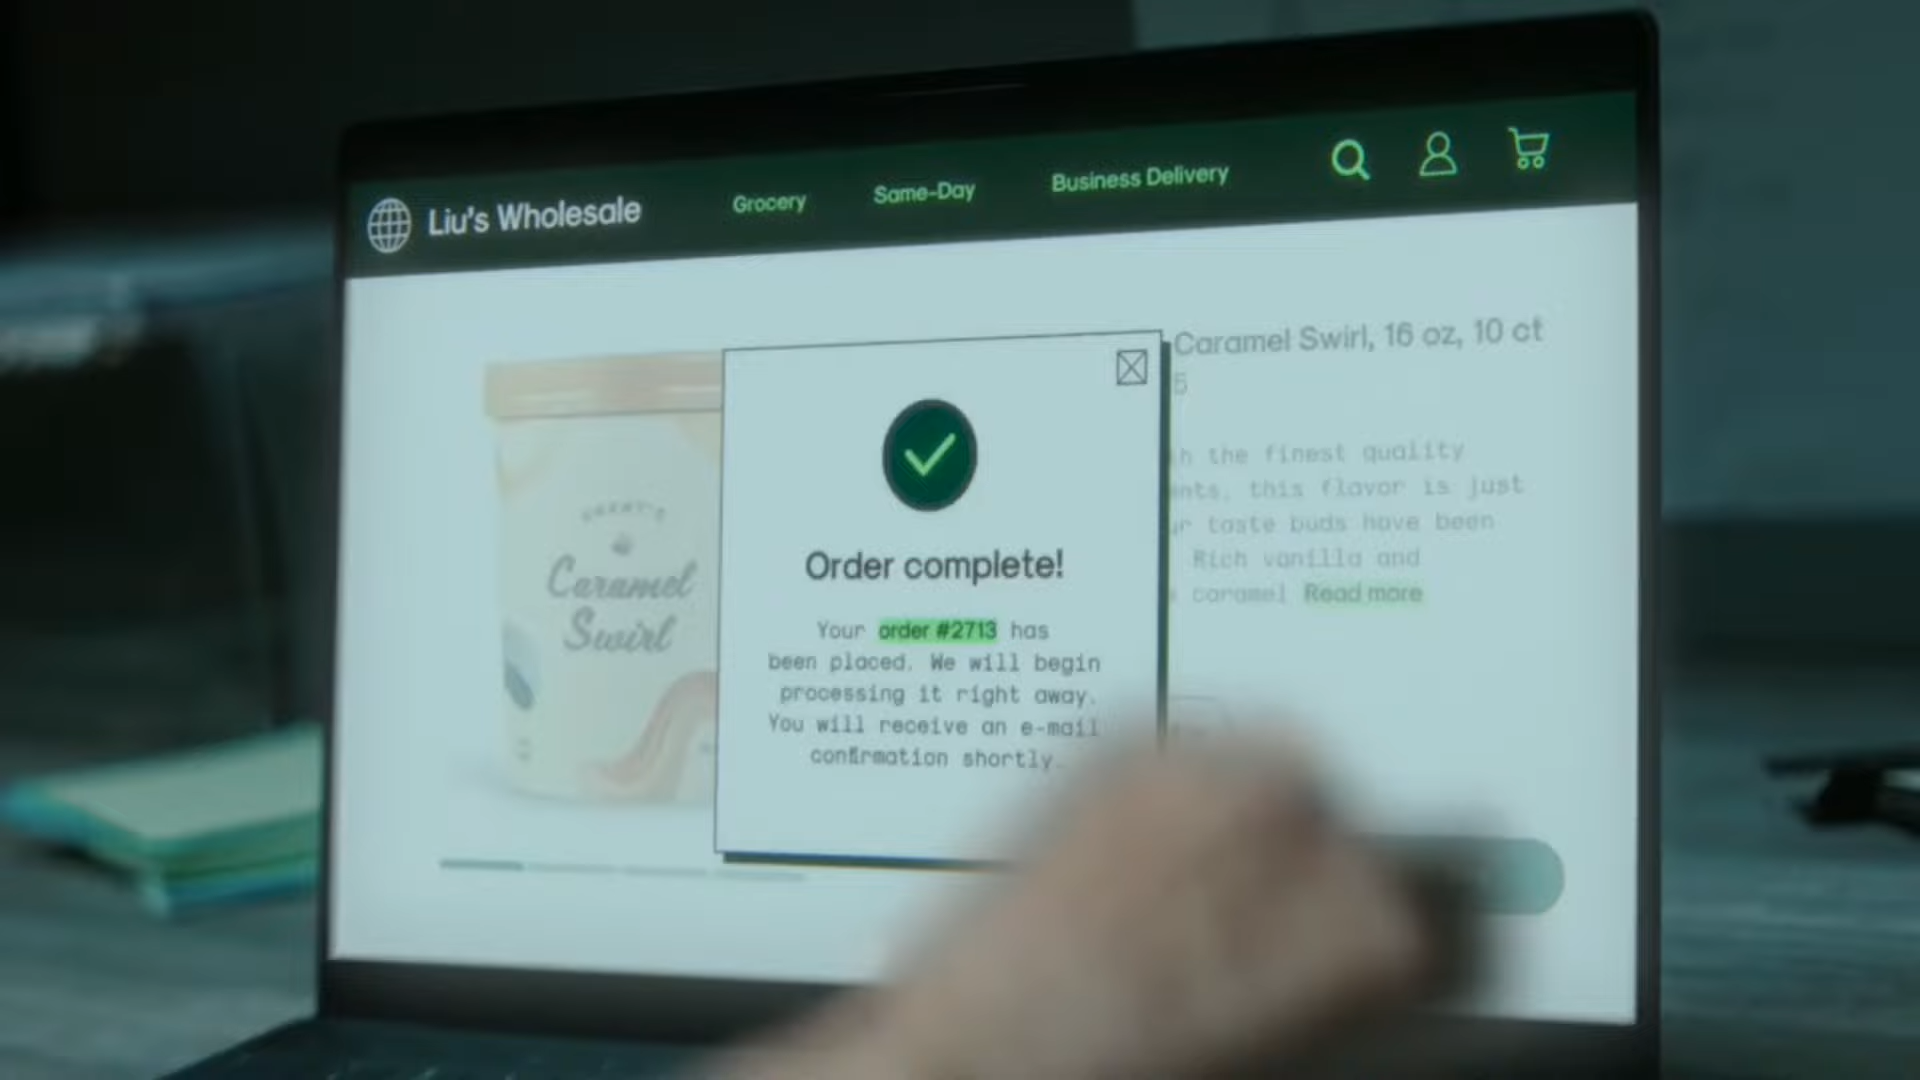 Liu's Wholesale
Grocery
Same-Day
Business Delivery
Caramel Swirl, 16 oz, 10 ct
5
the finest quality
this flavor is just
taste buds have been
Rich vanilla and
caramel Read more
Caramel
Swirl
Order complete!
Your order #2713 has
been placed. We will begin
processing it right away.
You will receive an e-mail
confirmation shortly.